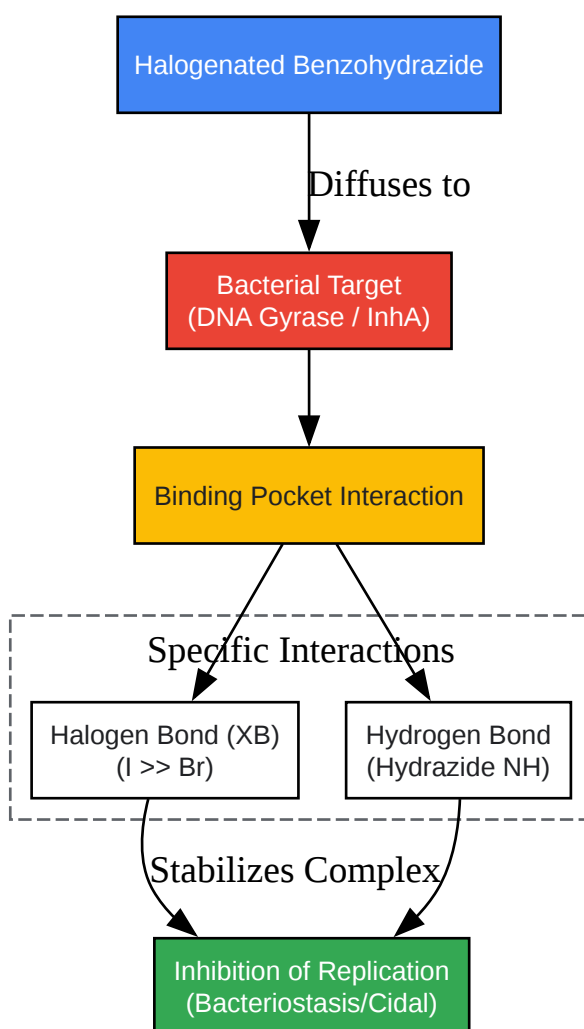 Halogenated Benzohydrazide
Diffuses to
Bacterial Target
(DNA Gyrase / InhA)
Binding Pocket Interaction
Specific Interactions
Halogen Bond (XB)
(I >> Br)
Hydrogen Bond
(Hydrazide NH)
Stabilizes Complex
Inhibition of Replication
(Bacteriostasis/Cidal)